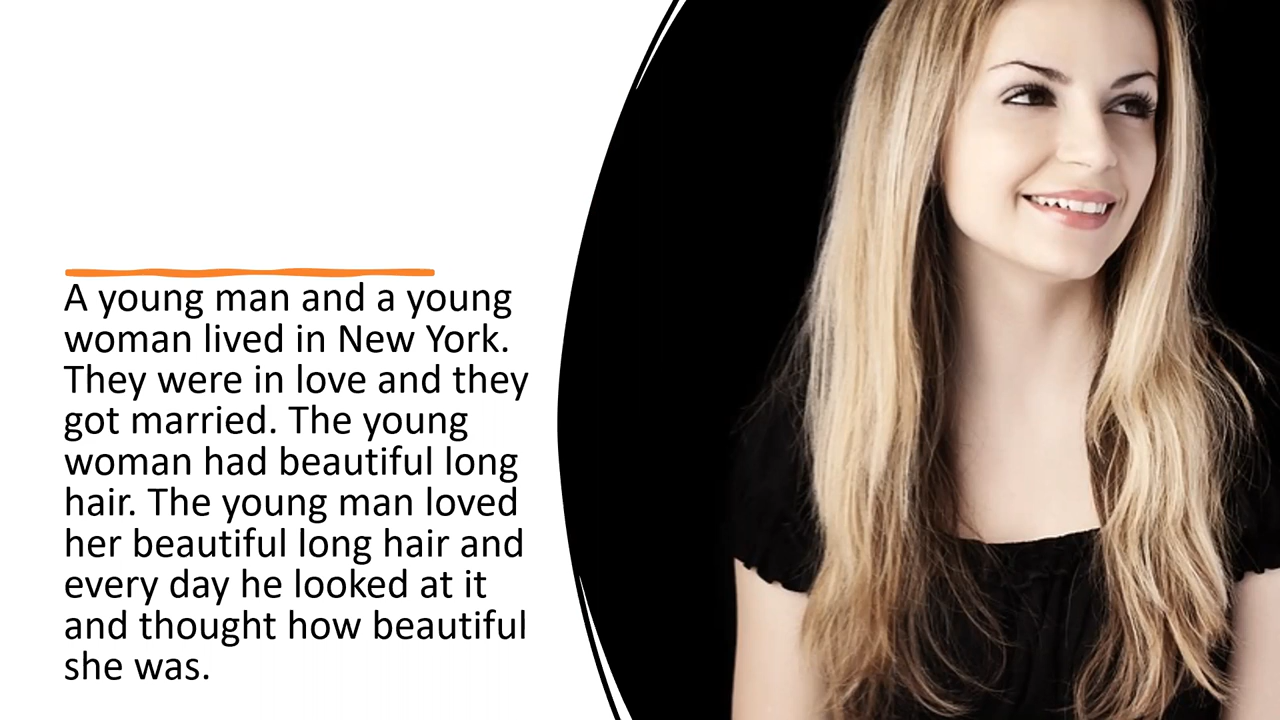 A young man and a young
woman lived in New York.
They were in love and they
got married. The young
woman had beautiful long
hair. The young man loved
her beautiful long hair and
every day he looked at it
and thought how beautiful
she was.